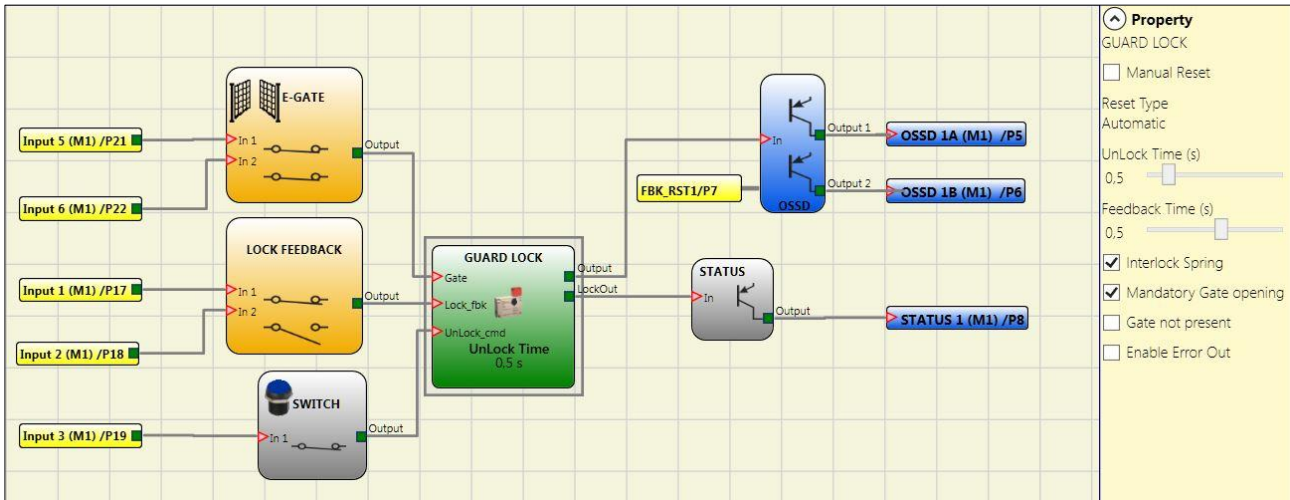 E-GATE
Input 5 (M1) /P21
In 1
In 2
Output
Input 6 (M1) /P22
LOCK FEEDBACK
Input 1 (M1) /P17
In 1
In 2
Output
Input 2 (M1) /P18
SWITCH
Input 3 (M1) /P19
In 1
Output
GUARD LOCK
Gate
Lock_fbk
UnLock_cmd
Output
LockOut
UnLock Time
0,5 s
In
Output 1
Output 2
OSSD
FBK_RST1/P7
OSSD 1A (M1) /P5
OSSD 1B (M1) /P6
STATUS
In
Output
STATUS 1 (M1) /P8
Property
GUARD LOCK
Manual Reset
Reset Type
Automatic
UnLock Time (s)
0,5
Feedback Time (s)
0,5
Interlock Spring
Mandatory Gate opening
Gate not present
Enable Error Out